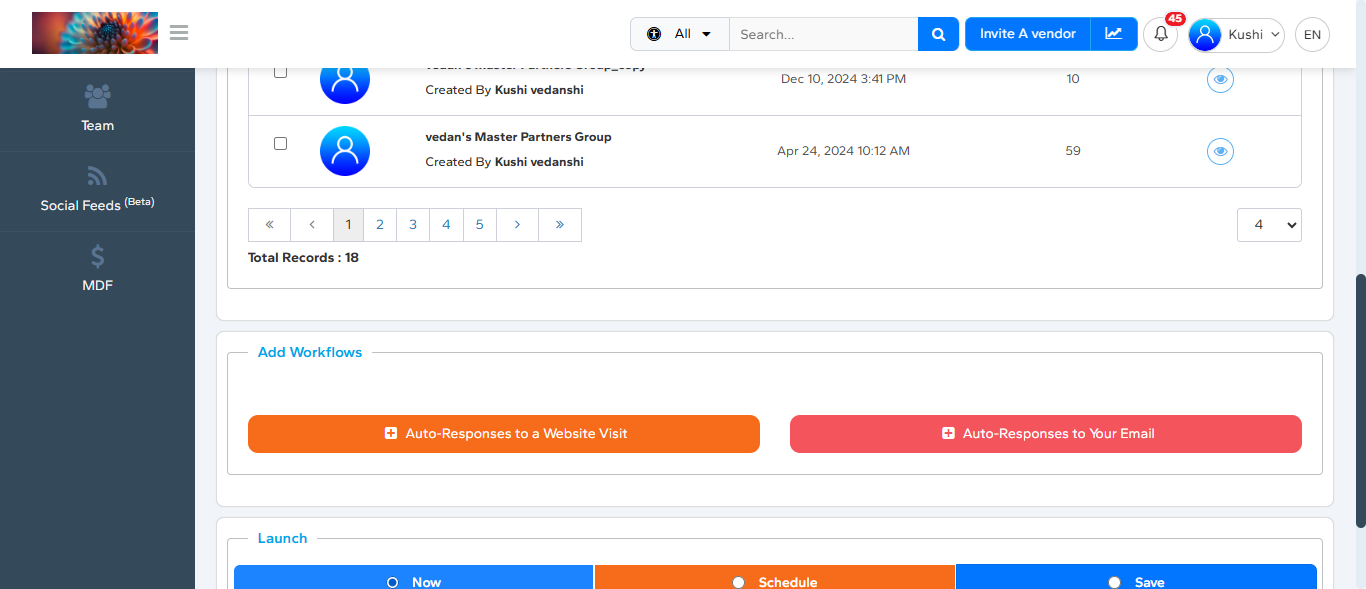 All
Search...
Invite A vendor
45
Kushi
EN
Team
Social Feeds (Beta)
MDF
Dec 10, 2024 3:41 PM
10
Created By Kushi vedanshi
vedan's Master Partners Group
Created By Kushi vedanshi
Apr 24, 2024 10:12 AM
59
« ‹ 1 2 3 4 5 › »
4
Total Records : 18
Add Workflows
Auto-Responses to a Website Visit
Auto-Responses to Your Email
Launch
Now
Schedule
Save